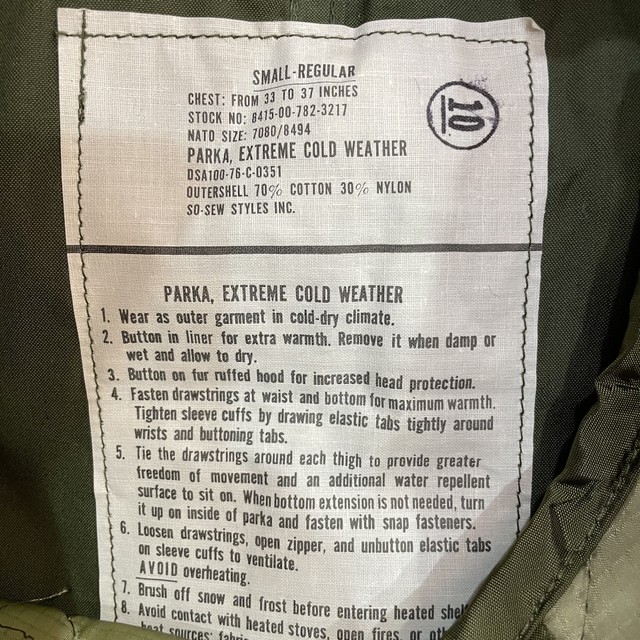 SMALL-REGULAR
CHEST: FROM 33 TO 37 INCHES
STOCK NO: 8415-00-782-3217
NATO SIZE: 7080/8494
PARKA, EXTREME COLD WEATHER
DSA100-76-C-0351
OUTERSHELL 70% COTTON 30% NYLON
SO-SEW STYLES INC.
10
PARKA, EXTREME COLD WEATHER
1. Wear as outer garment in cold-dry climate.
2. Button in liner for extra warmth. Remove it when damp or
wet and allow to dry.
3. Button on fur ruffed hood for increased head protection.
4. Fasten drawstrings at waist and bottom for maximum warmth.
Tighten sleeve cuffs by drawing elastic tabs tightly around
wrists and buttoning tabs.
5. Tie the drawstrings around each thigh to provide greater
freedom of movement and an additional water repellent
surface to sit on. When bottom extension is not needed, turn
it up on inside of parka and fasten with snap fasteners.
6. Loosen drawstrings, open zipper, and unbutton elastic tabs
on sleeve cuffs to ventilate.
AVOID overheating.
7. Brush off snow and frost before entering heated
8. Avoid contact with heated stoves, open fires, or
heat sources: